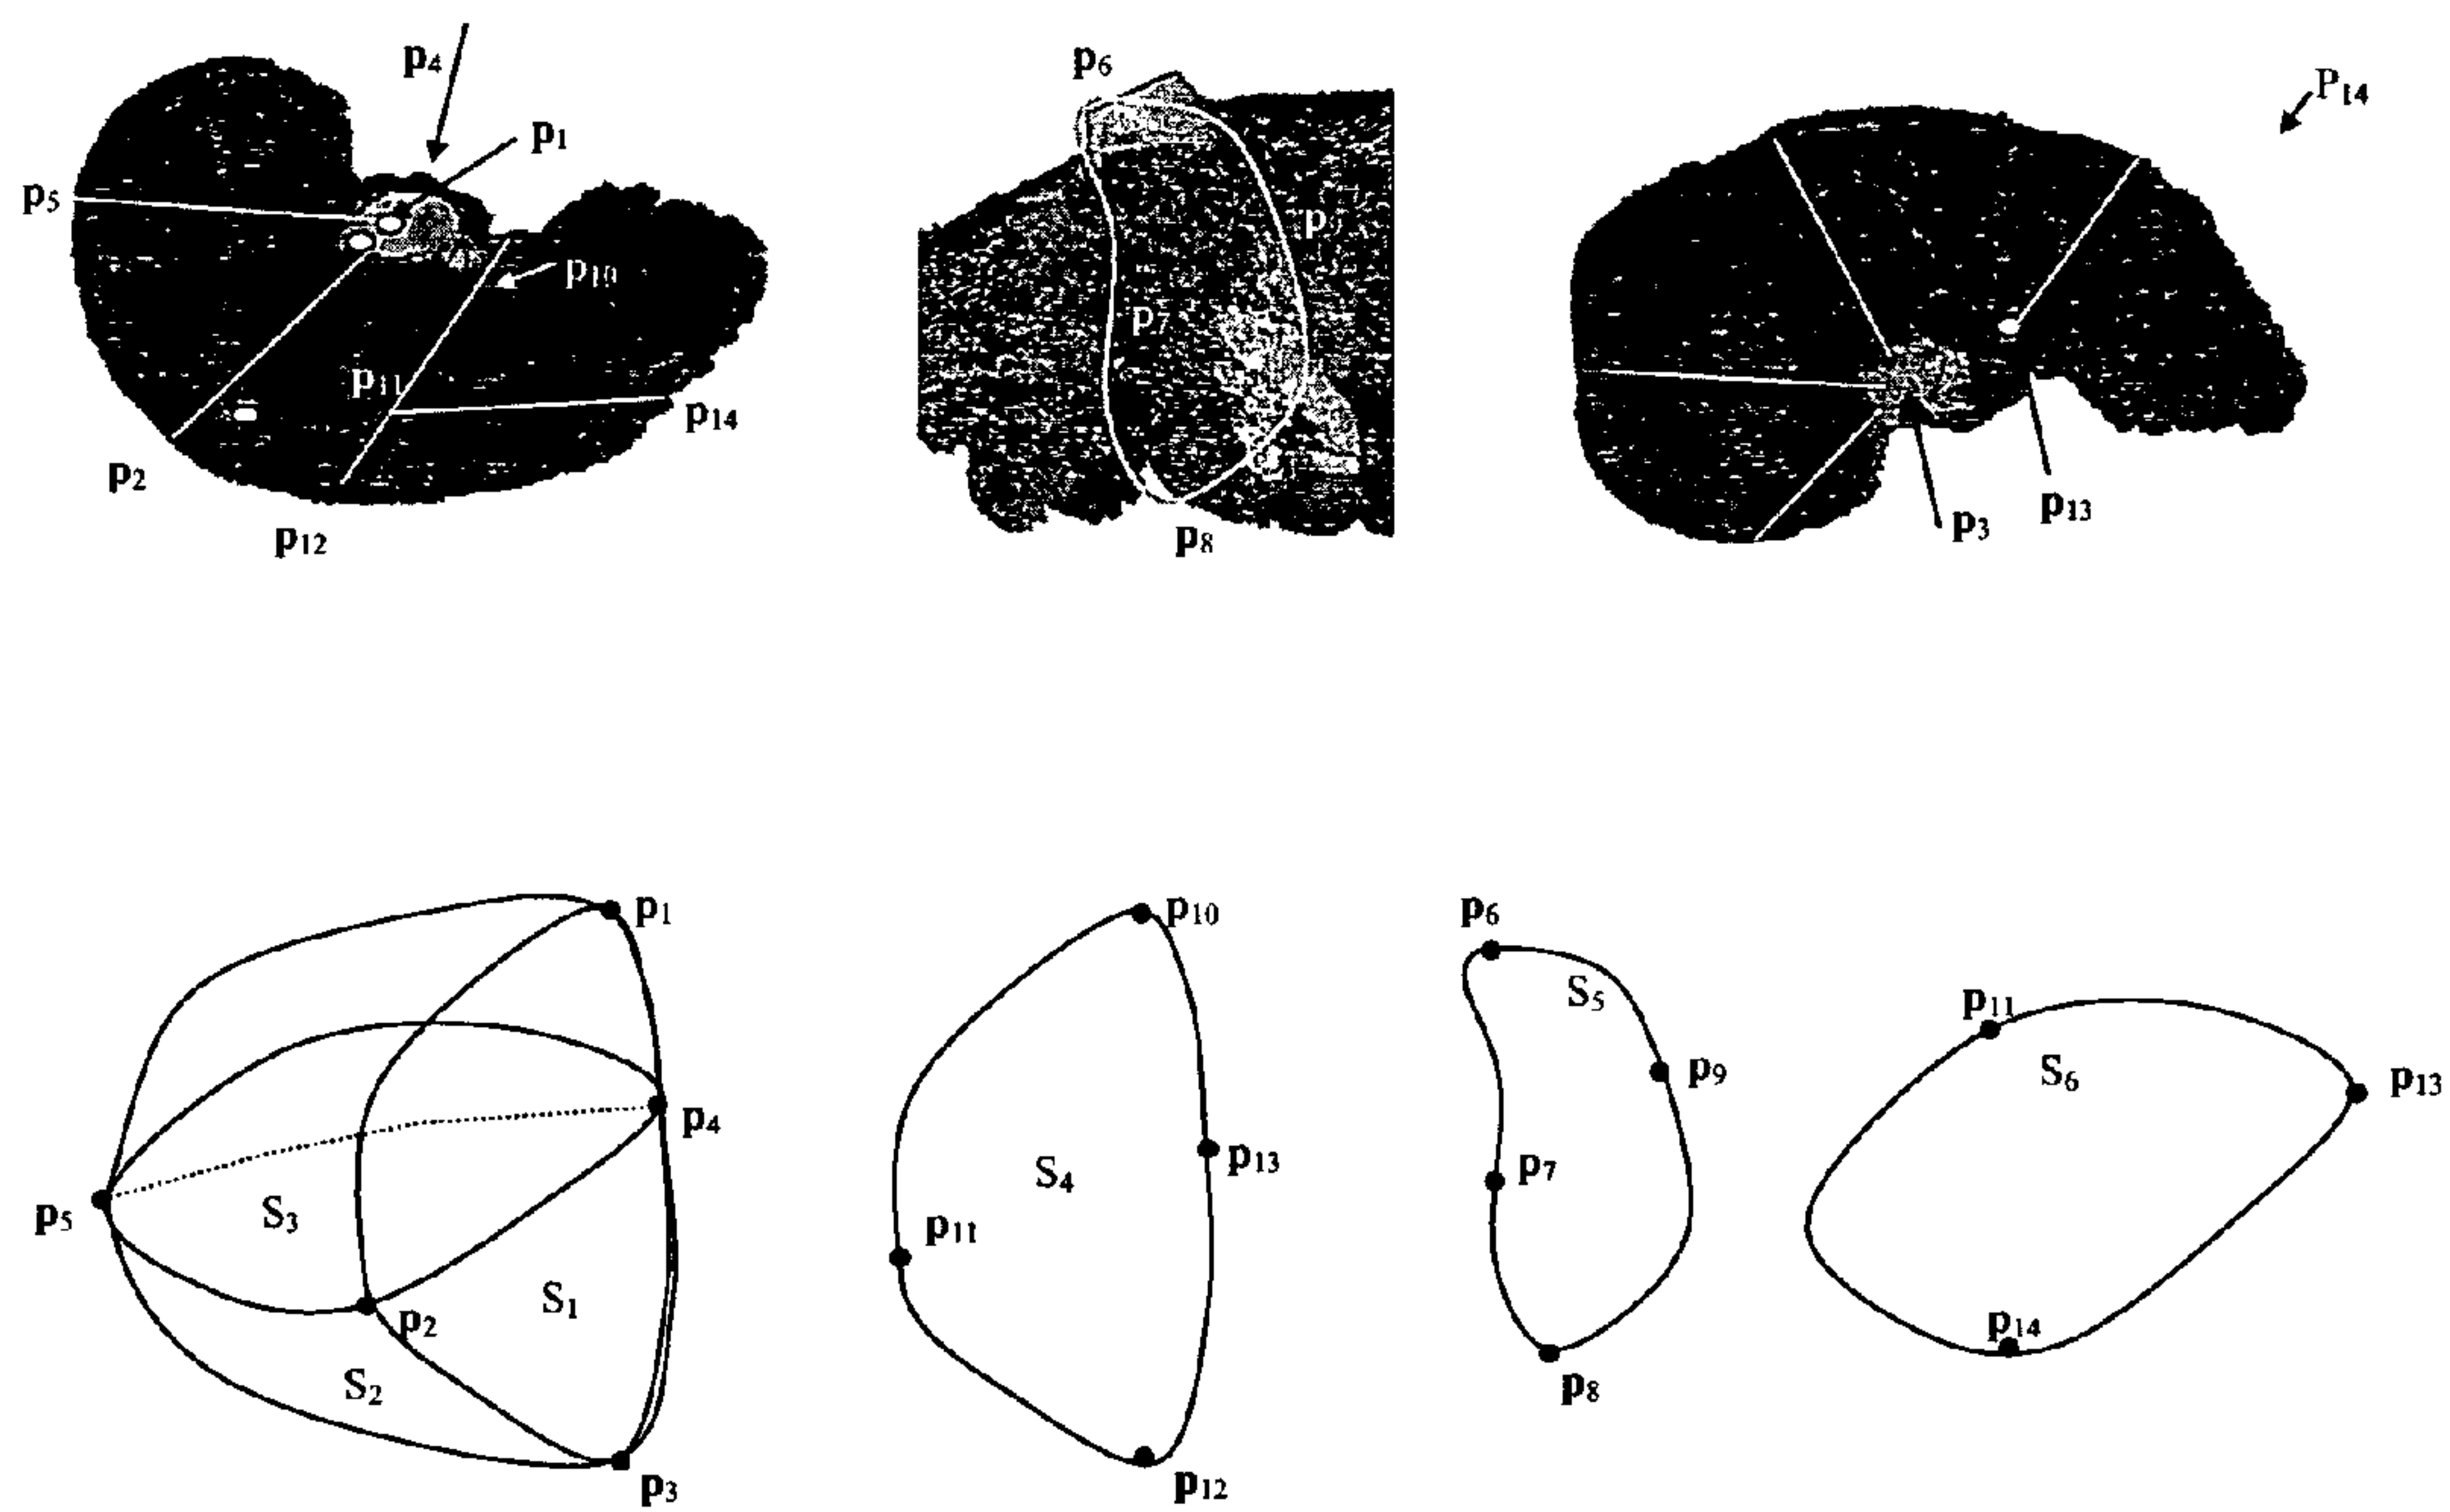 p₄
p₁
p₅
p₁₀
p₁₁
p₁₄
p₂
p₁₂
p₆
p₇
p₈
P₁₄
p₃
p₁₃
p₁
p₄
p₅
S₃
p₂
S₁
S₂
p₃
p₁₀
p₁₃
S₄
p₁₁
p₁₂
p₆
S₅
p₉
p₇
p₈
p₁₁
S₆
p₁₃
p₁₄